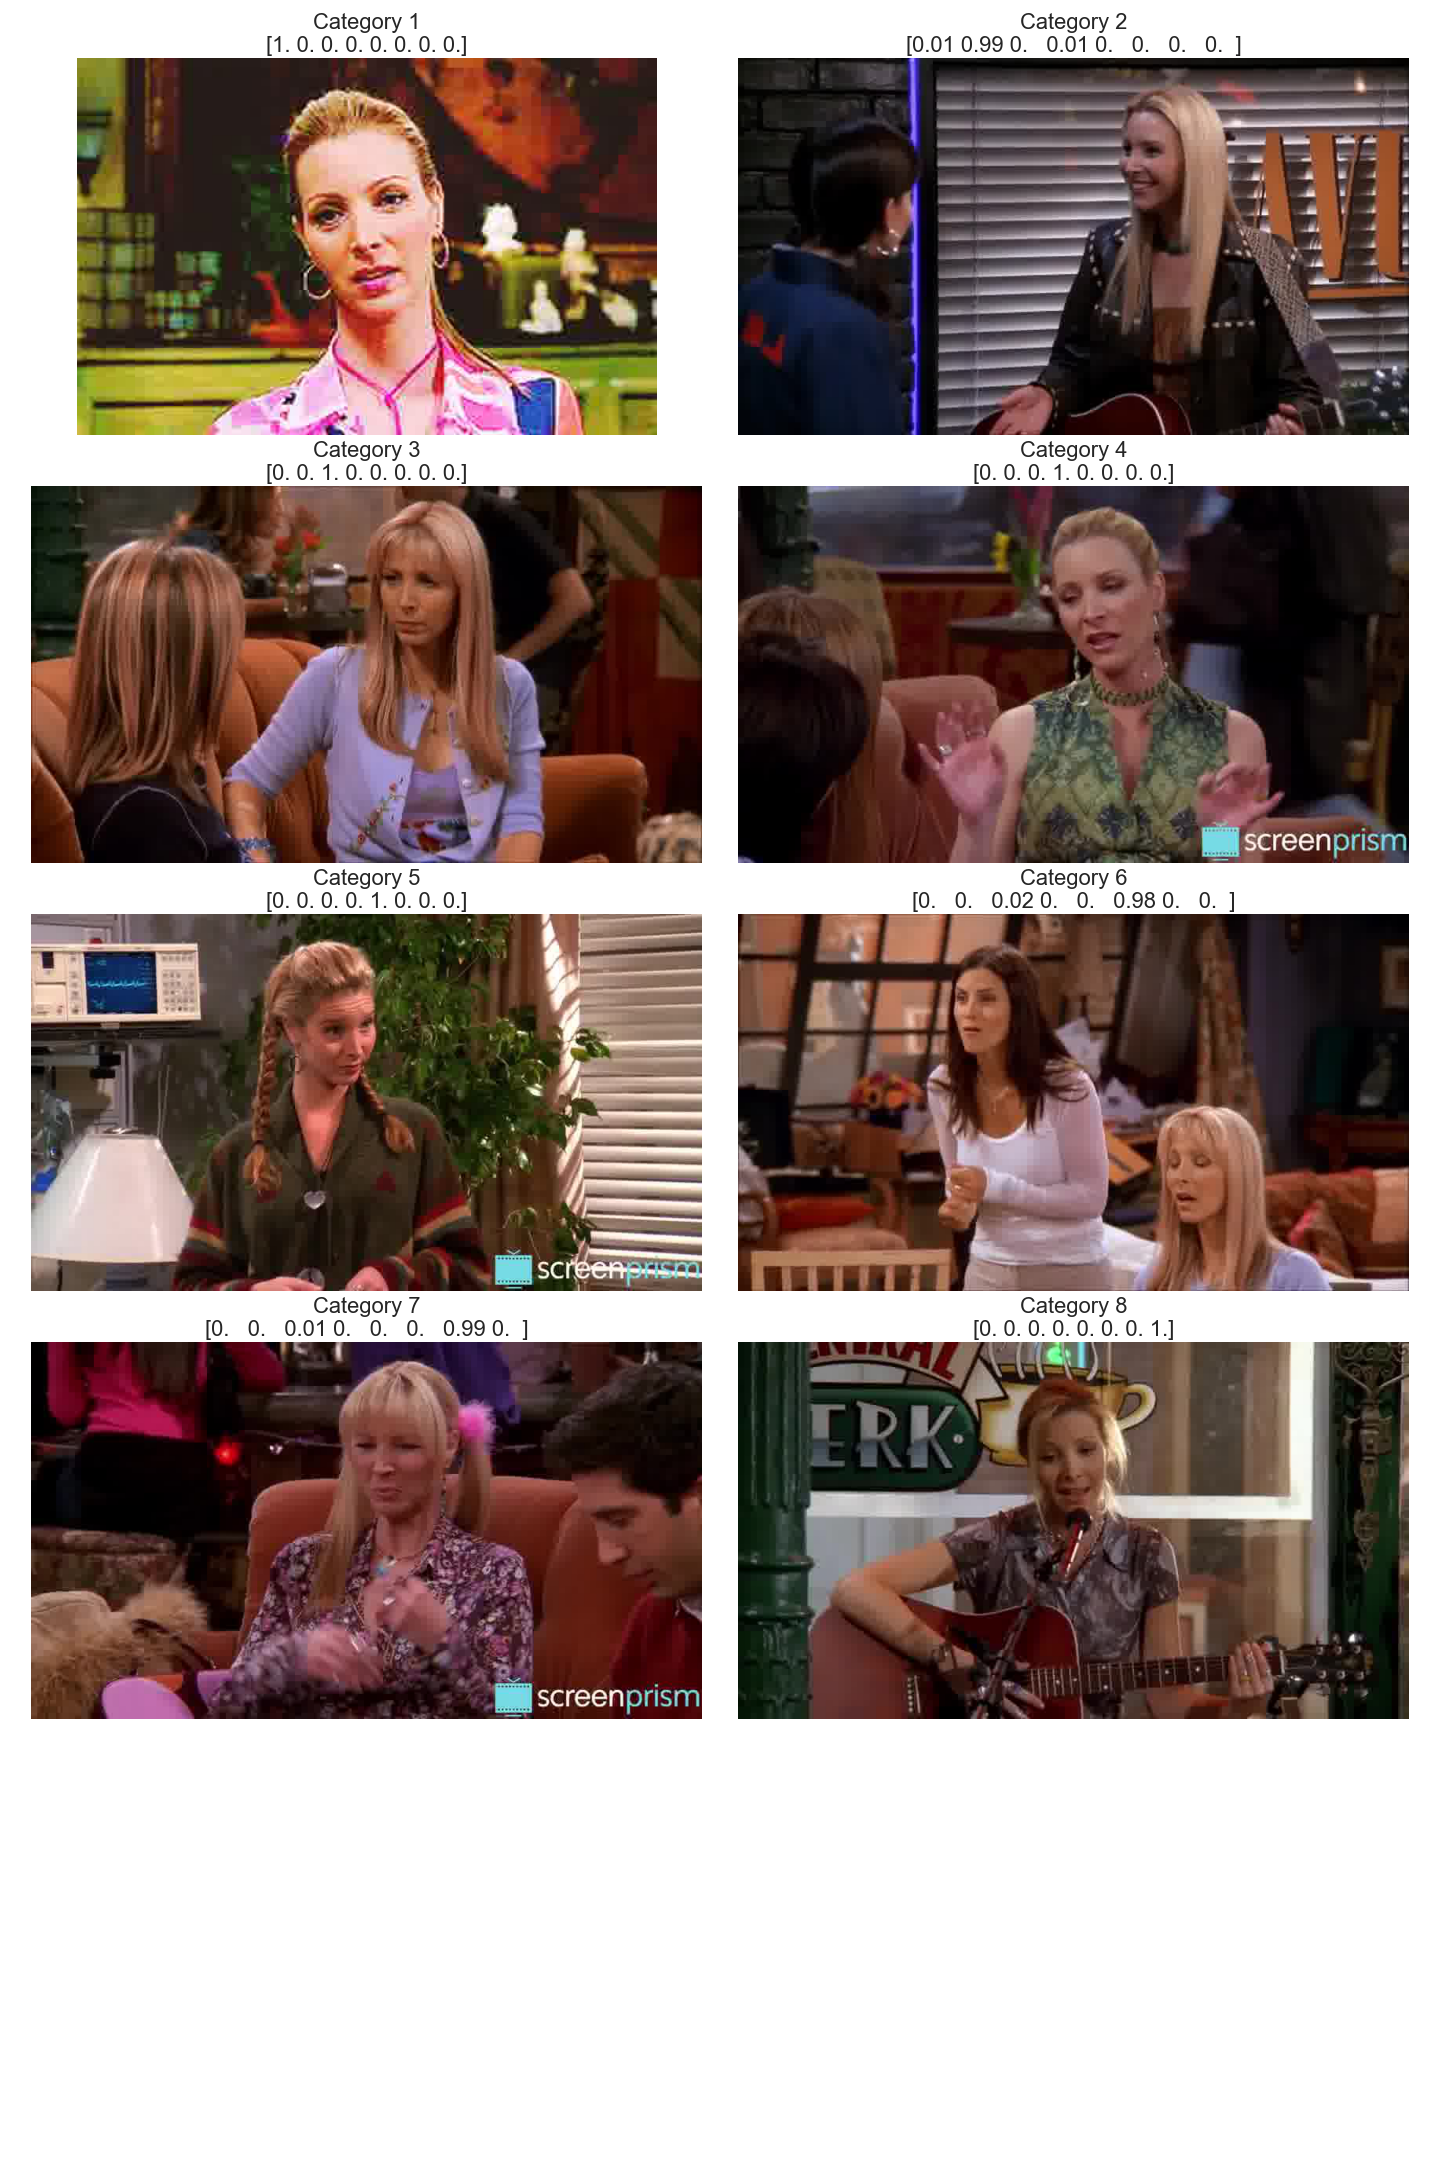 Category 1
[1. 0. 0. 0. 0. 0. 0. 0.]
Category 2
[0.01 0.99 0.   0.01 0.   0.   0.   0.  ]
Category 3
[0. 0. 1. 0. 0. 0. 0. 0.]
Category 4
[0. 0. 0. 1. 0. 0. 0. 0.]
screenprism
Category 5
[0. 0. 0. 0. 1. 0. 0. 0.]
screenprism
Category 6
[0.   0.   0.02 0.   0.   0.98 0.   0.  ]
Category 7
[0.   0.   0.01 0.   0.   0.   0.99 0.  ]
screenprism
Category 8
[0. 0. 0. 0. 0. 0. 0. 1.]
NTRAL
ERK